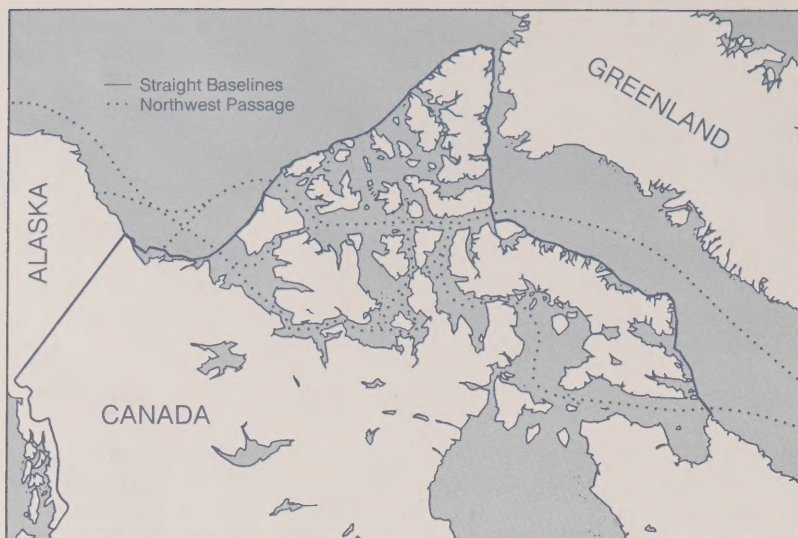 Straight Baselines
Northwest Passage
GREENLAND
ALASKA
CANADA